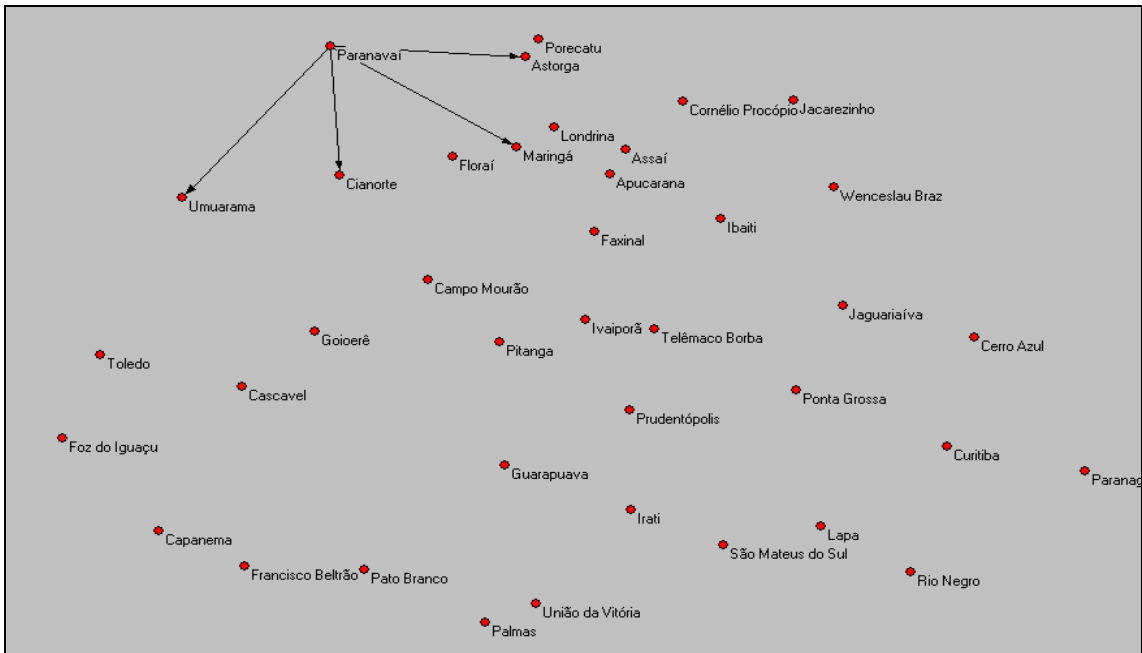 Porecatu
Paranavaí
Astorga
Cornélio Procópio
Jacarezinho
Londrina
Maringá
Assaí
Floraí
Cianorte
Apucarana
Umuarama
Wenceslau Braz
Ibaiti
Faxinal
Campo Mourão
Jaguariaíva
Ivaiporã
Telêmaco Borba
Goioerê
Pitanga
Cerro Azul
Toledo
Cascavel
Ponta Grossa
Prudentópolis
Foz do Iguaçu
Curitiba
Guarapuava
Paranag
Irati
Capanema
Lapa
São Mateus do Sul
Francisco Beltrão
Pato Branco
Rio Negro
União da Vitória
Palmas